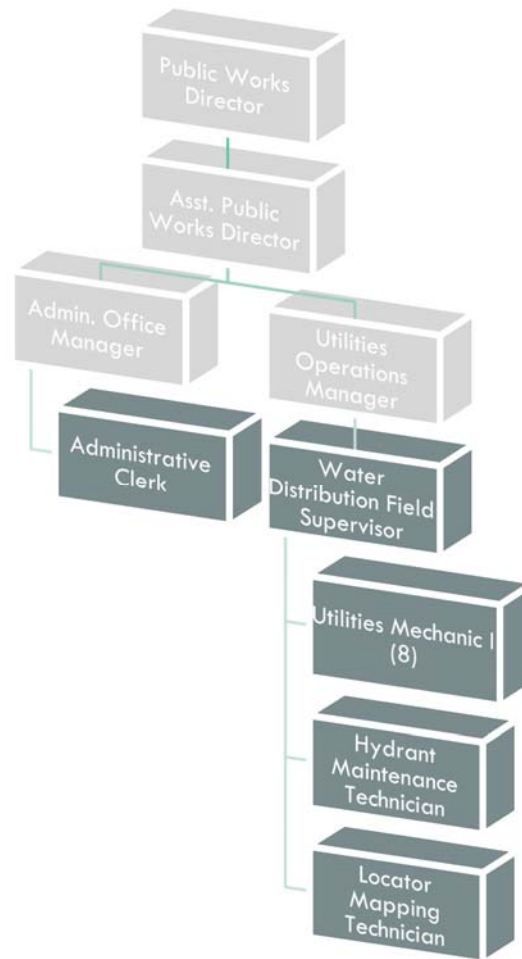 Public Works
Director
Asst. Public
Works Director
Admin. Office
Manager
Utilities
Operations
Manager
Administrative
Clerk
Water
Distribution Field
Supervisor
Utilities Mechanic I
(8)
Hydrant
Maintenance
Technician
Locator
Mapping
Technician